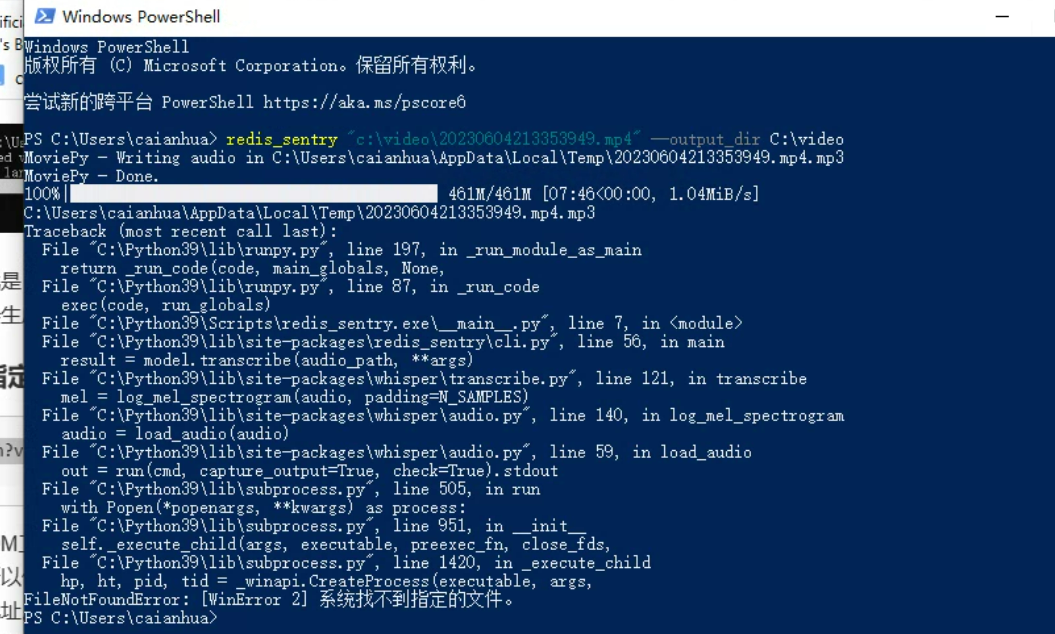 Windows PowerShell
Windows PowerShell
版权所有 (C) Microsoft Corporation。保留所有权利。
尝试新的跨平台 PowerShell https://aka.ms/pscore6
PS C:\Users\caianhua> redis_sentry "c:\video\20230604213353949.mp4" —output_dir C:\video
MoviePy - Writing audio in C:\Users\caianhua\AppData\Local\Temp\20230604213353949.mp4.mp3
MoviePy - Done.
100%| 461M/461M [07:46<00:00, 1.04MiB/s]
C:\Users\caianhua\AppData\Local\Temp\20230604213353949.mp4.mp3
Traceback (most recent call last):
File "C:\Python39\lib\runpy.py", line 197, in _run_module_as_main
return _run_code(code, main_globals, None,
File "C:\Python39\lib\runpy.py", line 87, in _run_code
exec(code, run_globals)
File "C:\Python39\Scripts\redis_sentry.exe\__main__.py", line 7, in <module>
File "C:\Python39\lib\site-packages\redis_sentry\cli.py", line 56, in main
result = model.transcribe(audio_path, **args)
File "C:\Python39\lib\site-packages\whisper\transcribe.py", line 121, in transcribe
mel = log_mel_spectrogram(audio, padding=N_SAMPLES)
File "C:\Python39\lib\site-packages\whisper\audio.py", line 140, in log_mel_spectrogram
audio = load_audio(audio)
File "C:\Python39\lib\site-packages\whisper\audio.py", line 59, in load_audio
out = run(cmd, capture_output=True, check=True).stdout
File "C:\Python39\lib\subprocess.py", line 505, in run
with Popen(*popenargs, **kwargs) as process:
File "C:\Python39\lib\subprocess.py", line 951, in __init__
self._execute_child(args, executable, preexec_fn, close_fds,
File "C:\Python39\lib\subprocess.py", line 1420, in _execute_child
hp, ht, pid, tid = _winapi.CreateProcess(executable, args,
FileNotFoundError: [WinError 2] 系统找不到指定的文件。
PS C:\Users\caianhua>